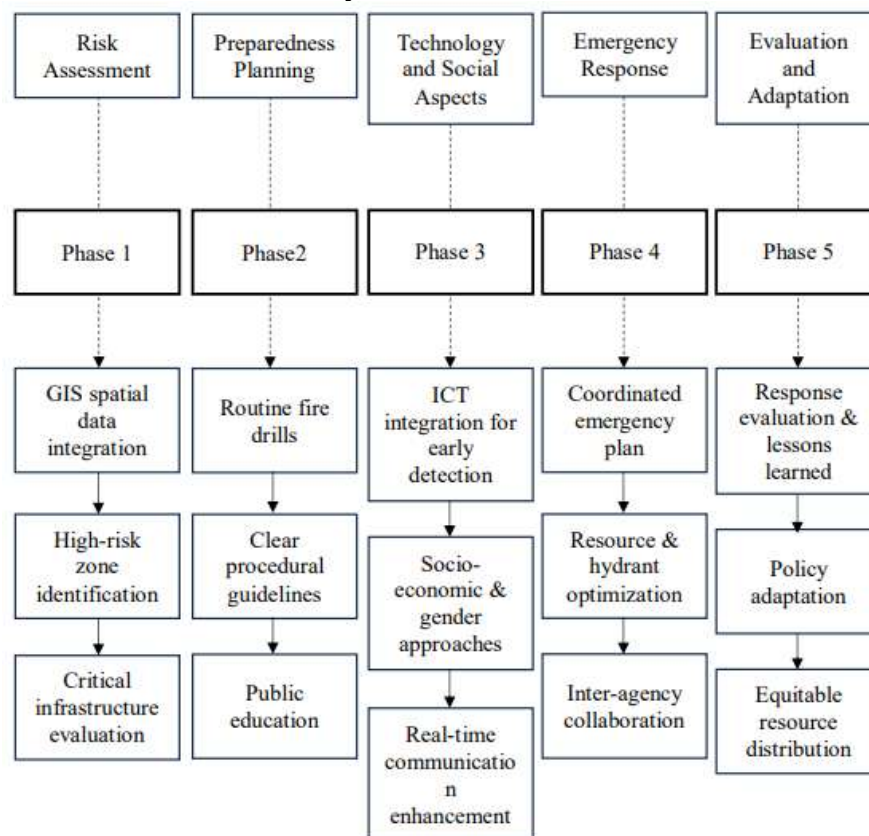 Risk
Assessment
Preparedness
Planning
Technology
and Social
Aspects
Emergency
Response
Evaluation
and
Adaptation
Phase 1
Phase2
Phase 3
Phase 4
Phase 5
GIS spatial
data
integration
High-risk
zone
identification
Critical
infrastructure
evaluation
Routine fire
drills
Clear
procedural
guidelines
Public
education
ICT
integration for
early
detection
Socio-
economic &
gender
approaches
Real-time
communicatio
n
enhancement
Coordinated
emergency
plan
Resource &
hydrant
optimization
Inter-agency
collaboration
Response
evaluation &
lessons
learned
Policy
adaptation
Equitable
resource
distribution